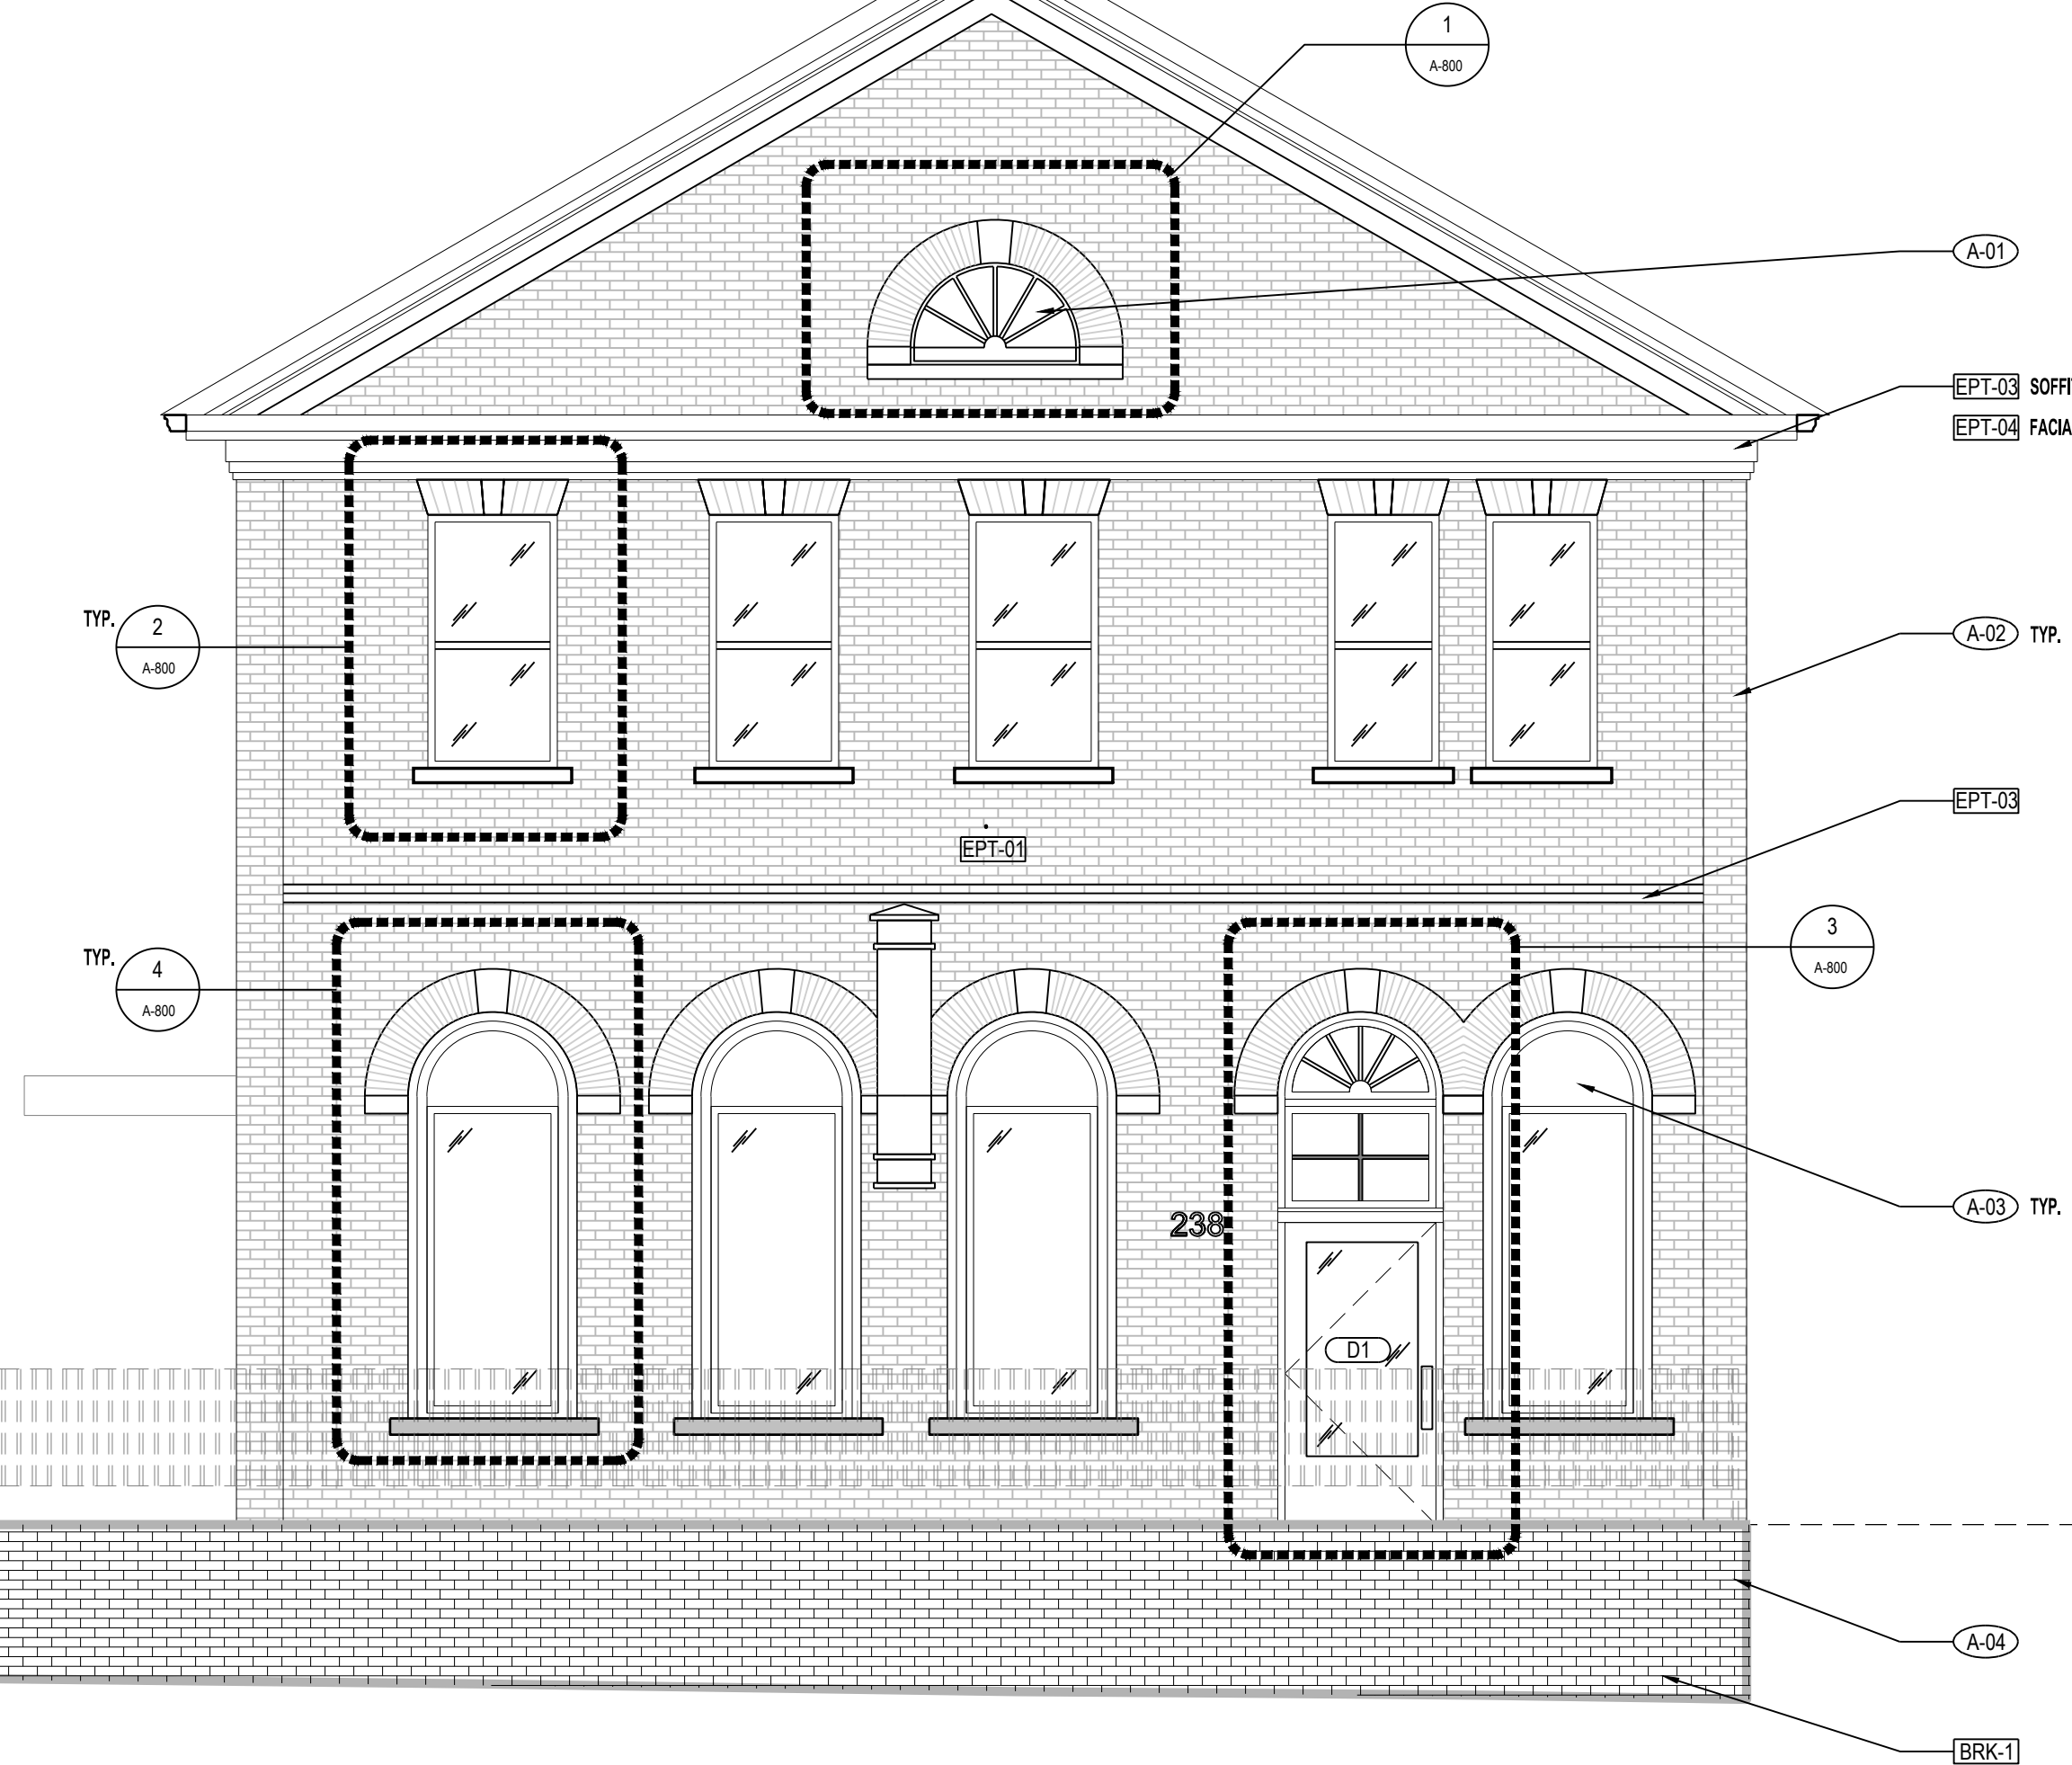 1
A-800
A-01
EPT-03 SOFFI
EPT-04 FACIA
TYP.
2
A-800
A-02 TYP.
EPT-03
EPT-01
TYP.
4
A-800
3
A-800
A-03 TYP.
238
D1
A-04
BRK-1